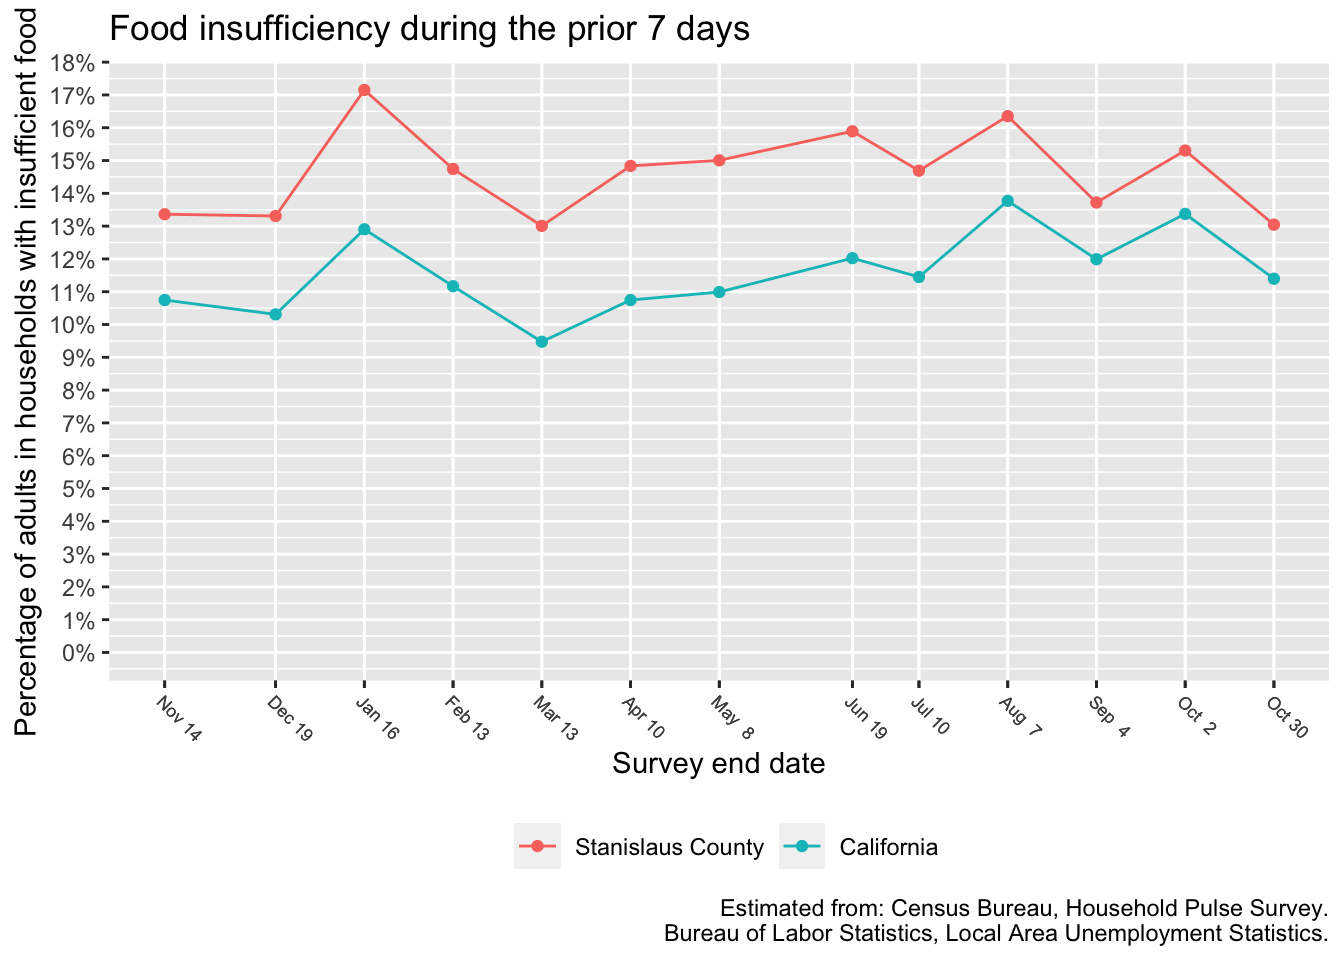 Food insufficiency during the prior 7 days
Percentage of adults in households with insufficient food
18%
17%
16%
15%
14%
13%
12%
11%
10%
9%
8%
7%
6%
5%
4%
3%
2%
1%
0%
Nov 14
Dec 19
Jan 16
Feb 13
Mar 13
Apr 10
May 8
Jun 19
Jul 10
Aug 7
Sep 4
Oct 2
Oct 30
Survey end date
Stanislaus County
California
Estimated from: Census Bureau, Household Pulse Survey.
Bureau of Labor Statistics, Local Area Unemployment Statistics.